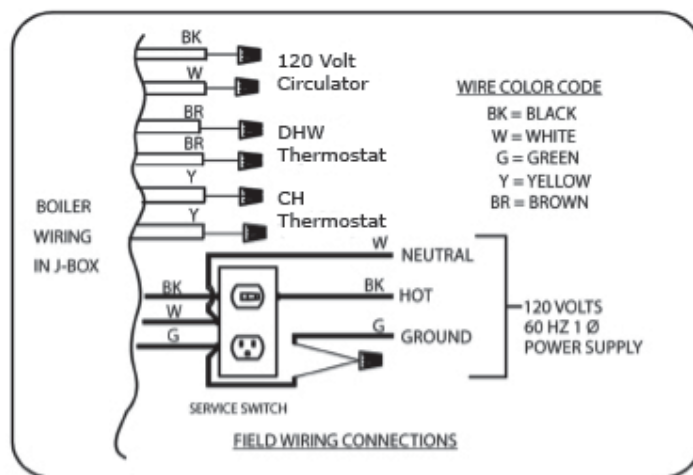 BK
120 Volt
W
Circulator
BR
DHW
BR
Thermostat
Y
CH
Thermostat
Y
WIRE COLOR CODE
BK = BLACK
W = WHITE
G = GREEN
Y = YELLOW
BR = BROWN
BOILER
WIRING
IN J-BOX
W
NEUTRAL
BK
BK
HOT
W
G
G
GROUND
120 VOLTS
60 HZ 1 Ø
POWER SUPPLY
SERVICE SWITCH
FIELD WIRING CONNECTIONS